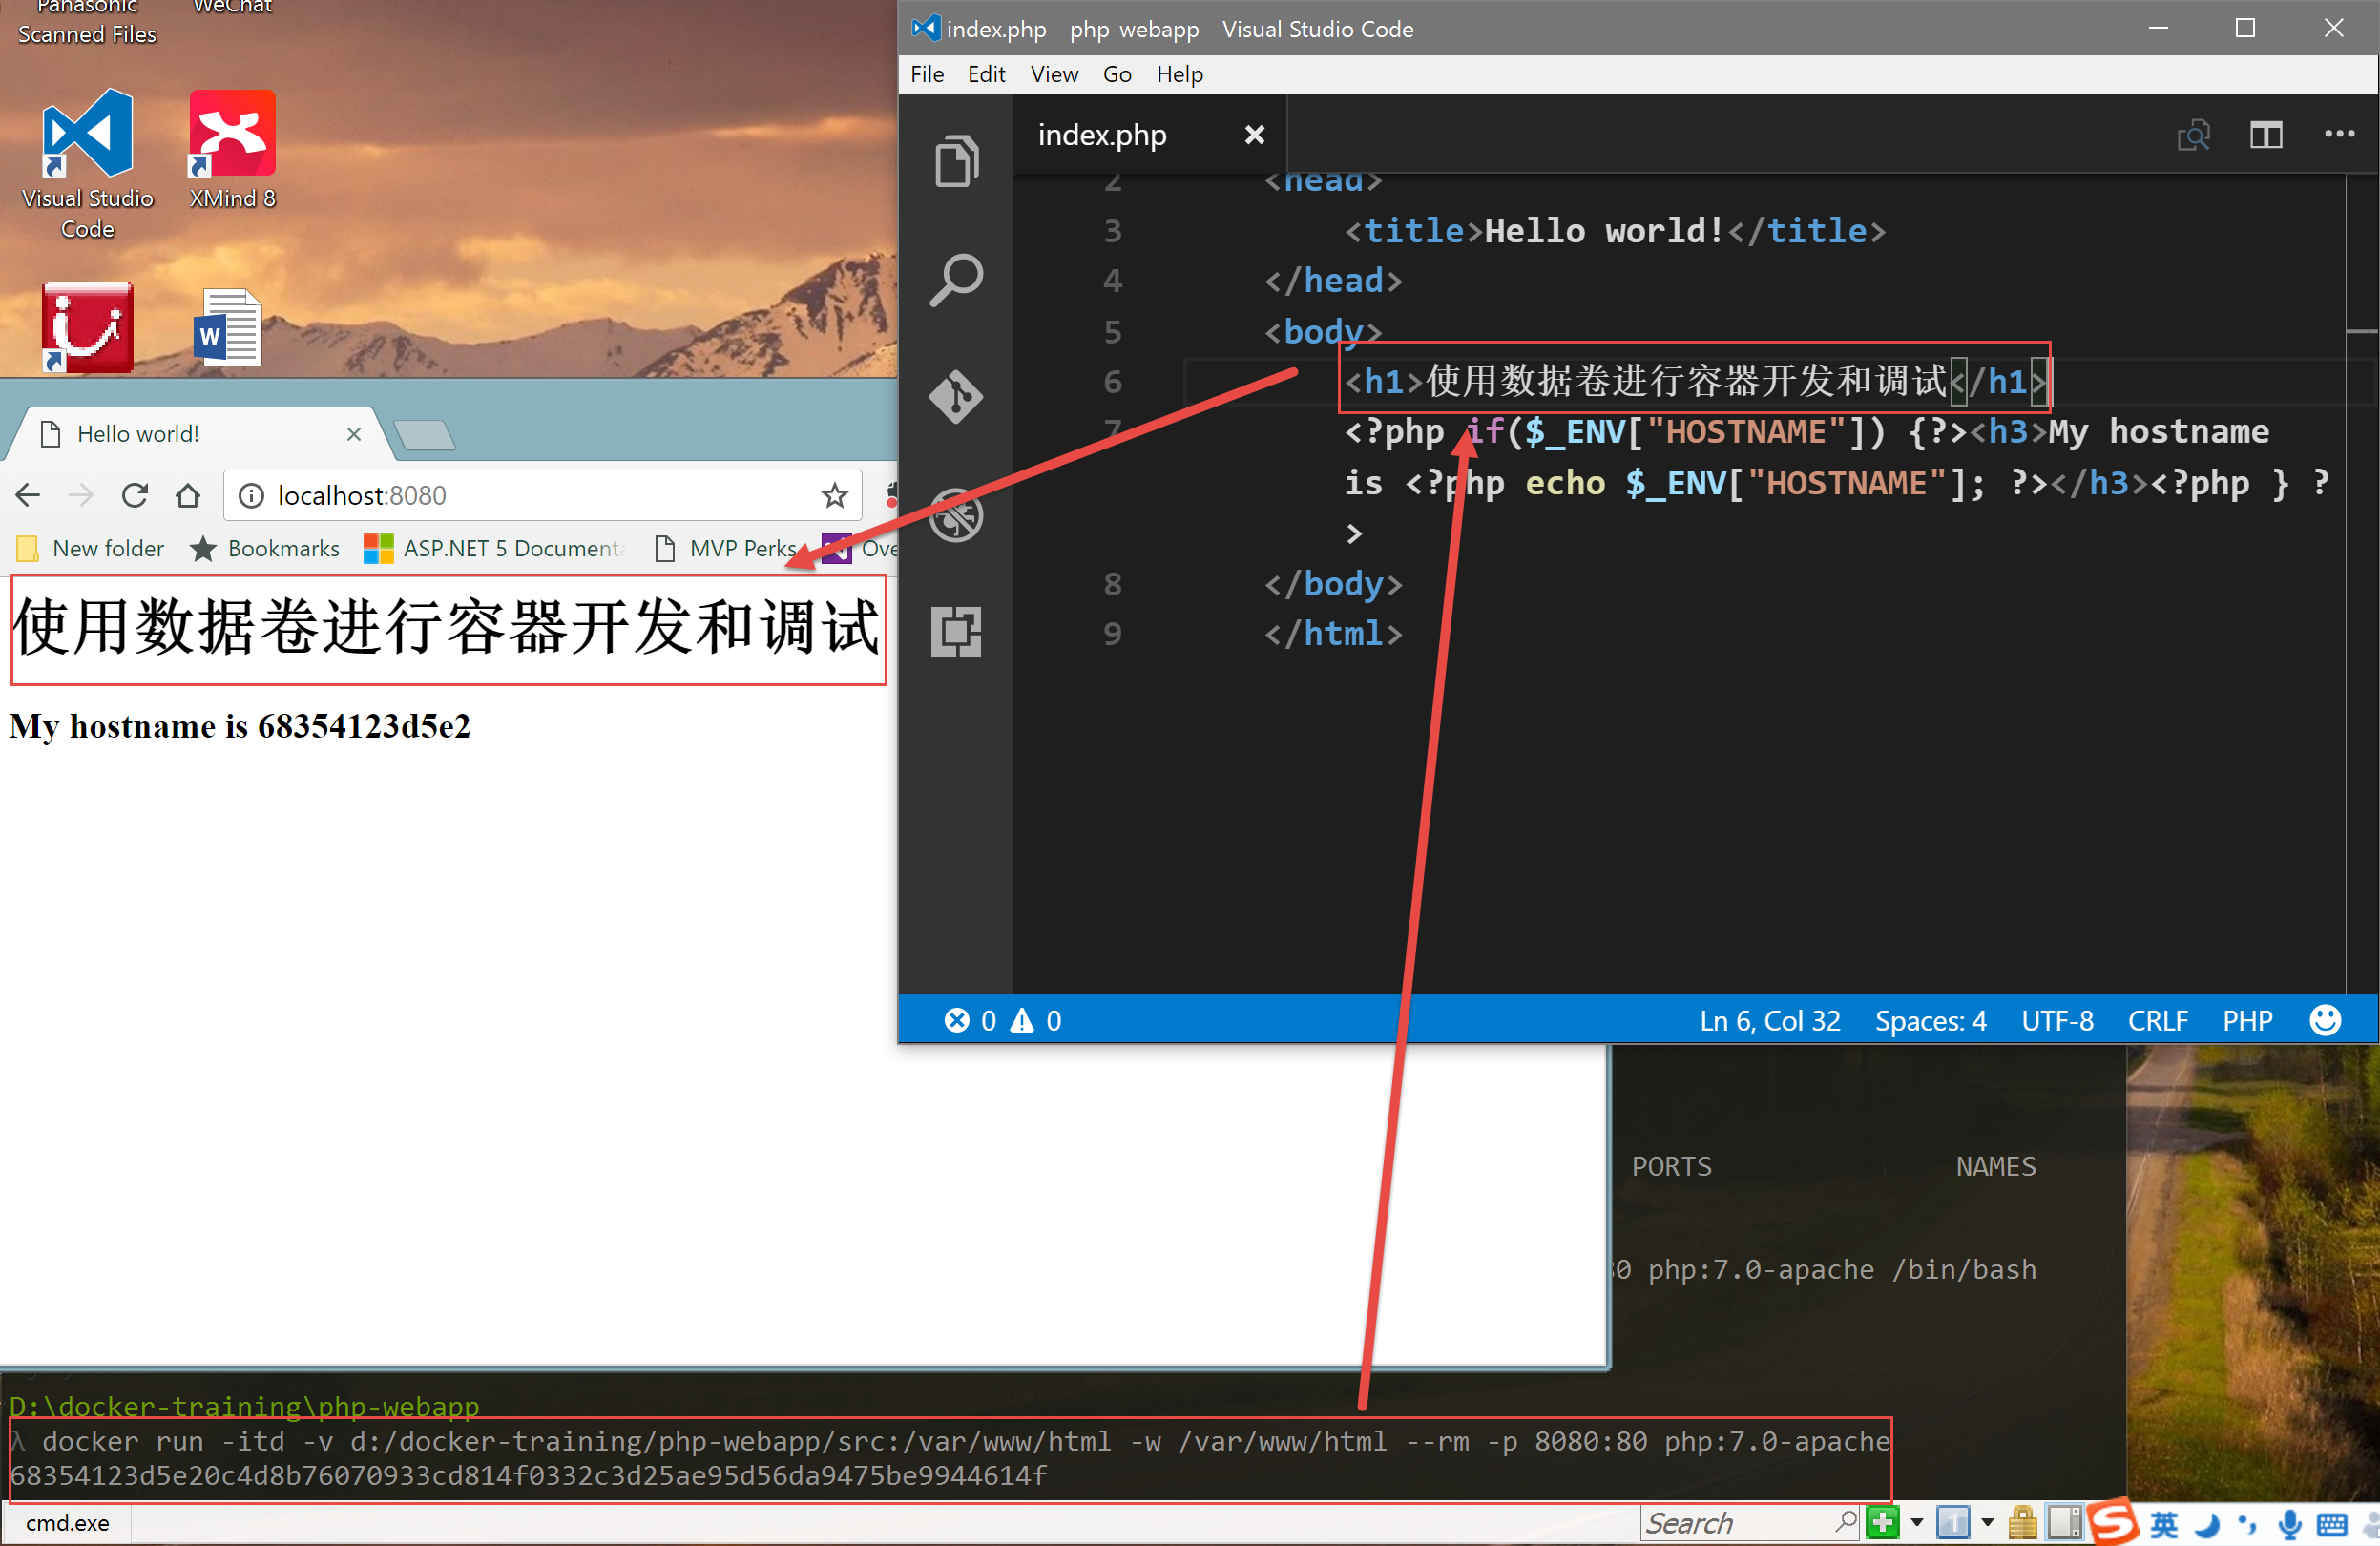 Panasonic
Scanned Files
WeChat
Visual Studio
Code
XMind 8
W
index.php - php-webapp - Visual Studio Code
File Edit View Go Help
index.php
2 <head>
3 <title>Hello world!</title>
4 </head>
5 <body>
6 <h1>使用数据卷进行容器开发和调试</h1>
7 <?php if($_ENV["HOSTNAME"]) {?><h3>My hostname
is <?php echo $_ENV["HOSTNAME"]; ?></h3><?php } ?
>
8 </body>
9 </html>
0 0
Ln 6, Col 32 Spaces: 4 UTF-8 CRLF PHP
Hello world!
localhost:8080
New folder Bookmarks ASP.NET 5 Documenta MVP Perks Ove
使用数据卷进行容器开发和调试
My hostname is 68354123d5e2
PORTS NAMES
80 php:7.0-apache /bin/bash
D:\docker-training\php-webapp
λ docker run -itd -v d:/docker-training/php-webapp/src:/var/www/html -w /var/www/html --rm -p 8080:80 php:7.0-apache
68354123d5e20c4d8b76070933cd814f0332c3d25ae95d56da9475be9944614f
cmd.exe
Search
1
S 英